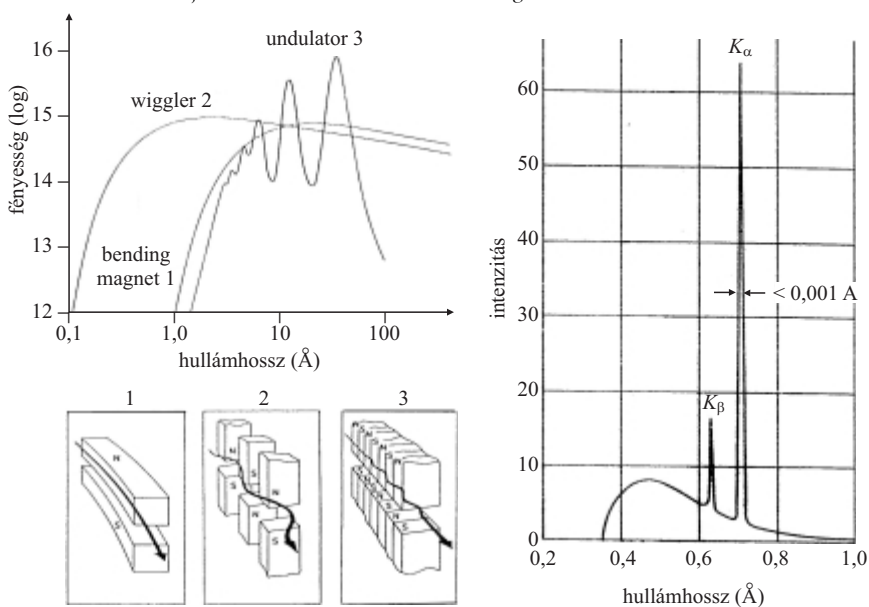 undulator 3
wiggler 2
bending
magnet 1
fényesség (log)
16
15
14
13
12
0,1
1,0
10
100
hullámhossz (Å)
1
2
3
N
S
N
S
N
S
N
S
N
S
Kα
Kβ
< 0,001 A
intenzitás
60
50
40
30
20
10
0
0,2
0,4
0,6
0,8
1,0
hullámhossz (Å)